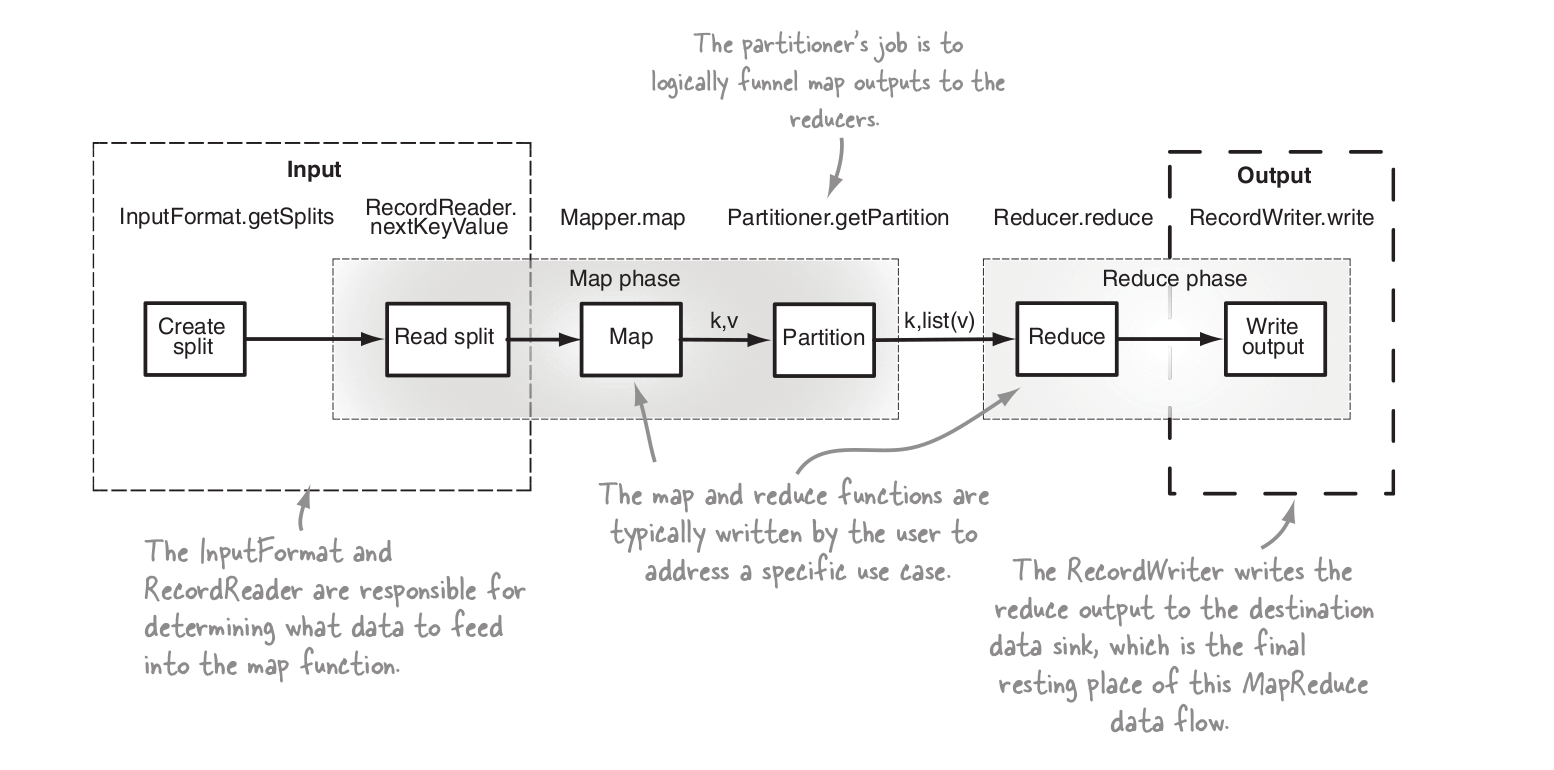 The partitioner's job is to
logically funnel map outputs to the
reducers.
Input
Output
InputFormat.getSplits
RecordReader.
nextKeyValue
Mapper.map
Partitioner.getPartition
Reducer.reduce
RecordWriter.write
Map phase
Reduce phase
Create
split
Read split
Map
k,v
Partition
k,list(v)
Reduce
Write
output
The InputFormat and
RecordReader are responsible for
determining what data to feed
into the map function.
The map and reduce functions are
typically written by the user to
address a specific use case.
The RecordWriter writes the
reduce output to the destination
data sink, which is the final
resting place of this MapReduce
data flow.